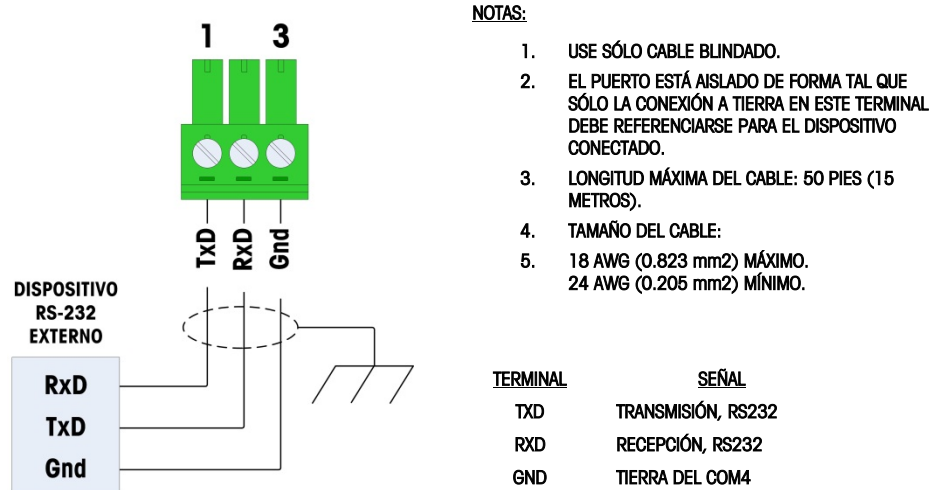 1 3
TxD
RxD
Gnd
DISPOSITIVO
RS-232
EXTERNO
RxD
TxD
Gnd
NOTAS:
1. USE SÓLO CABLE BLINDADO.
2. EL PUERTO ESTÁ AISLADO DE FORMA TAL QUE
SÓLO LA CONEXIÓN A TIERRA EN ESTE TERMINAL
DEBE REFERENCIARSE PARA EL DISPOSITIVO
CONECTADO.
3. LONGITUD MÁXIMA DEL CABLE: 50 PIES (15
METROS).
4. TAMAÑO DEL CABLE:
5. 18 AWG (0.823 mm2) MÁXIMO.
24 AWG (0.205 mm2) MÍNIMO.
TERMINAL SEÑAL
TXD TRANSMISIÓN, RS232
RXD RECEPCIÓN, RS232
GND TIERRA DEL COM4